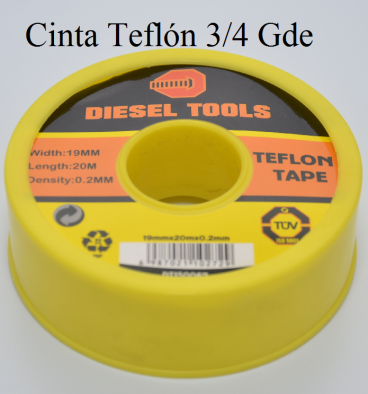 Cinta Teflón 3/4 Gde
DIESEL TOOLS
Width:19MM
Length:20M
Density:0.2MM
TEFLON
TAPE
TÜV
19mmx20mx0.2mm